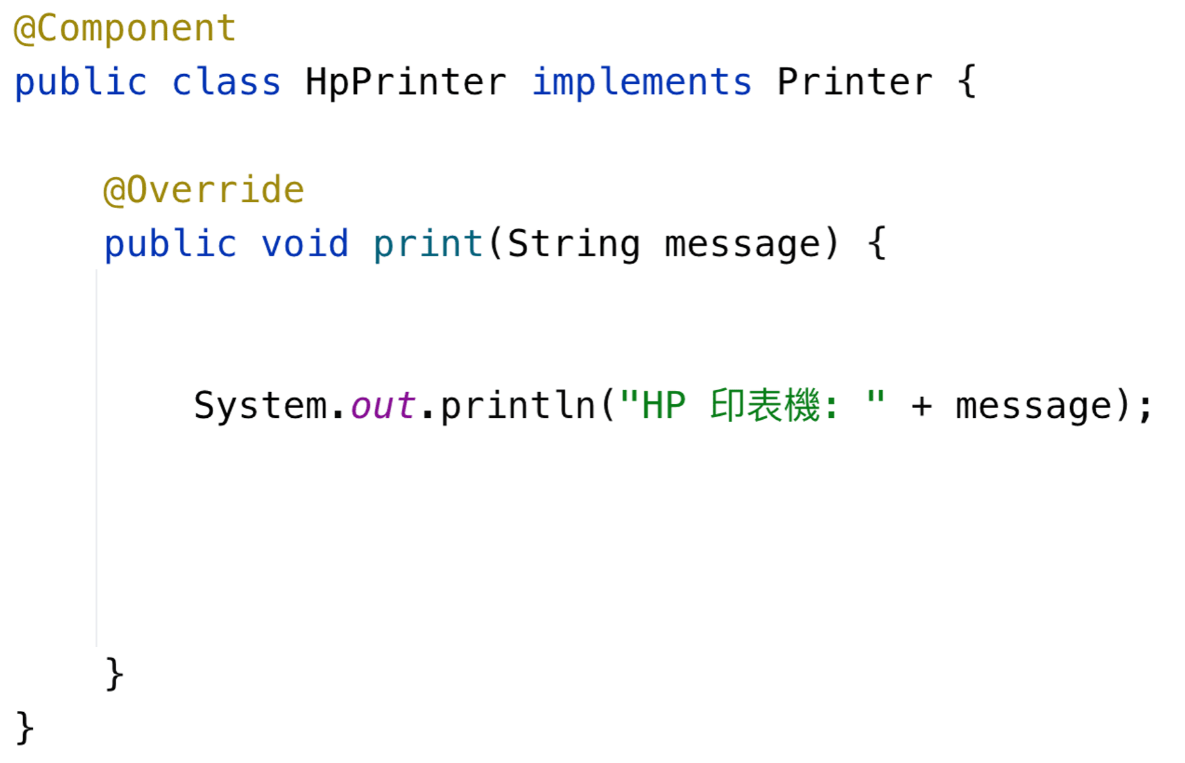 @Component
public class HpPrinter implements Printer {
@Override
public void print(String message) {
System.out.println("HP 印表機: " + message);
}
}